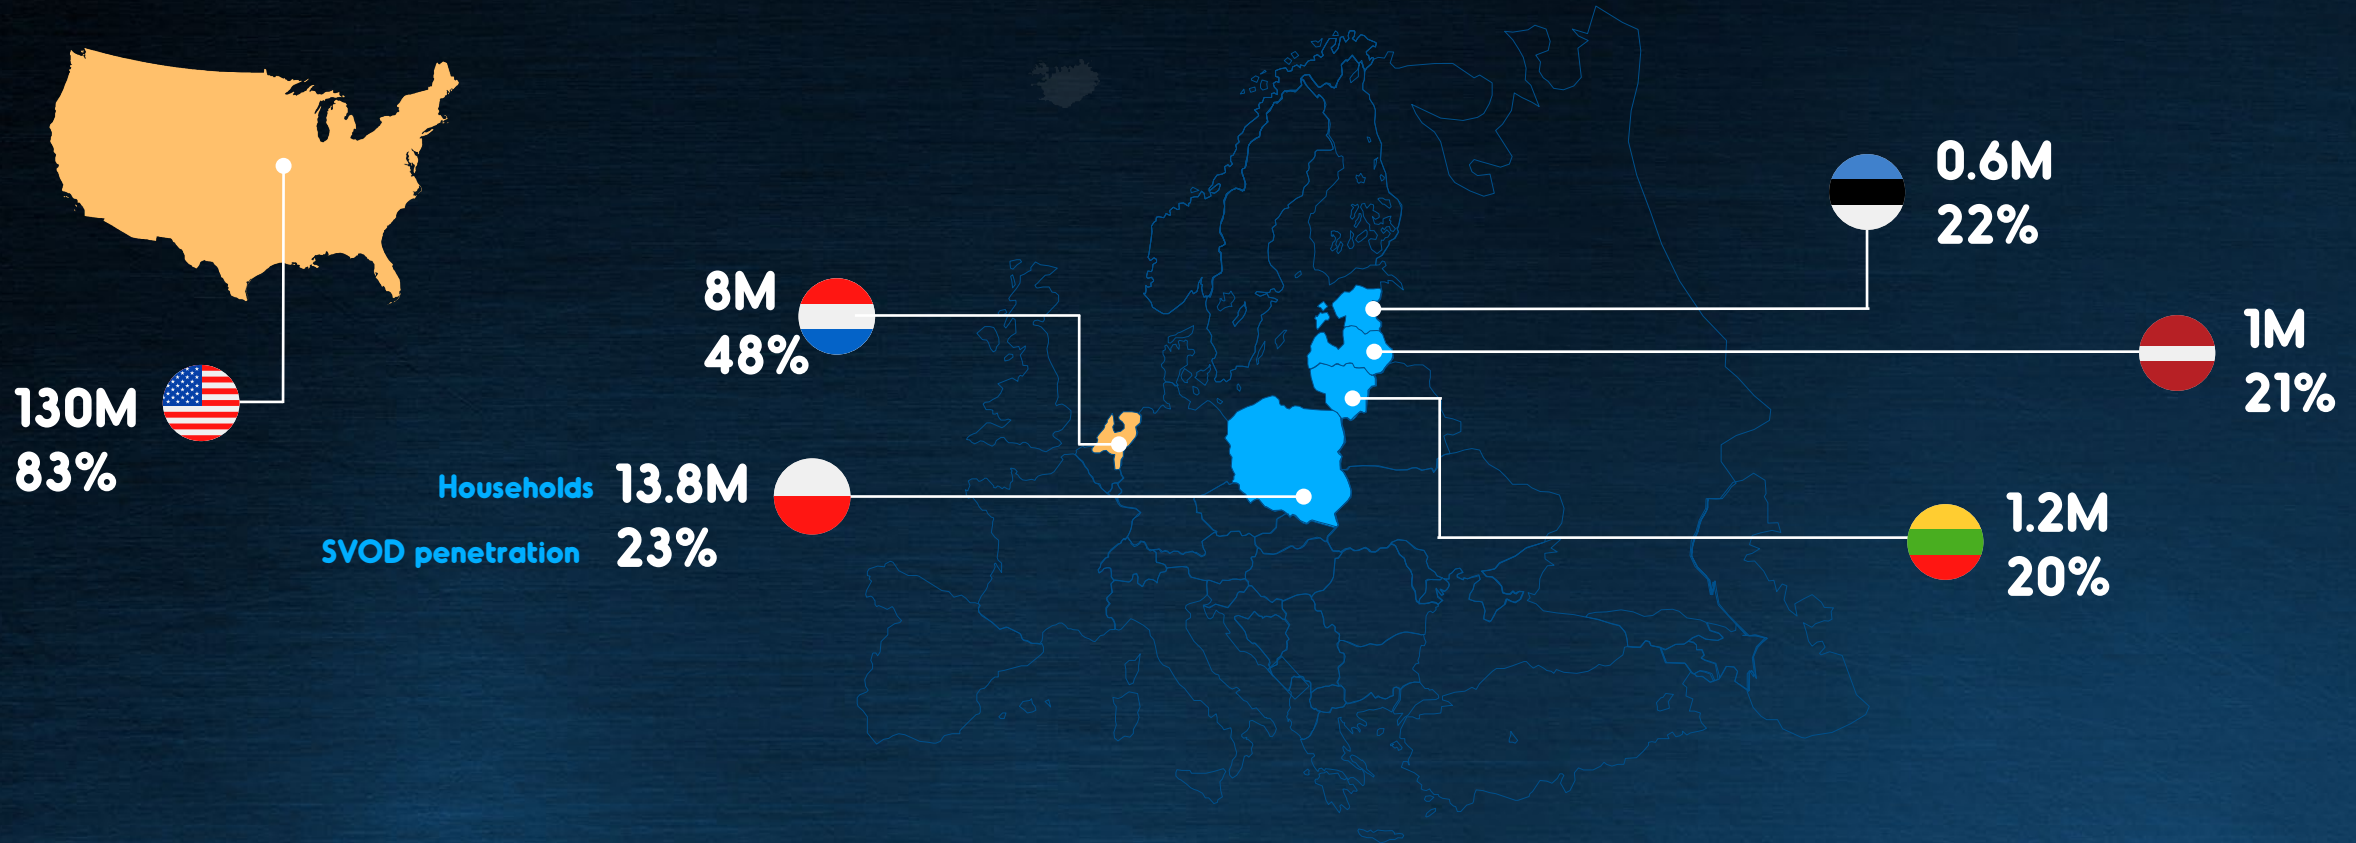 130M
83%
8M
48%
Households 13.8M
SVOD penetration 23%
0.6M
22%
1M
21%
1.2M
20%